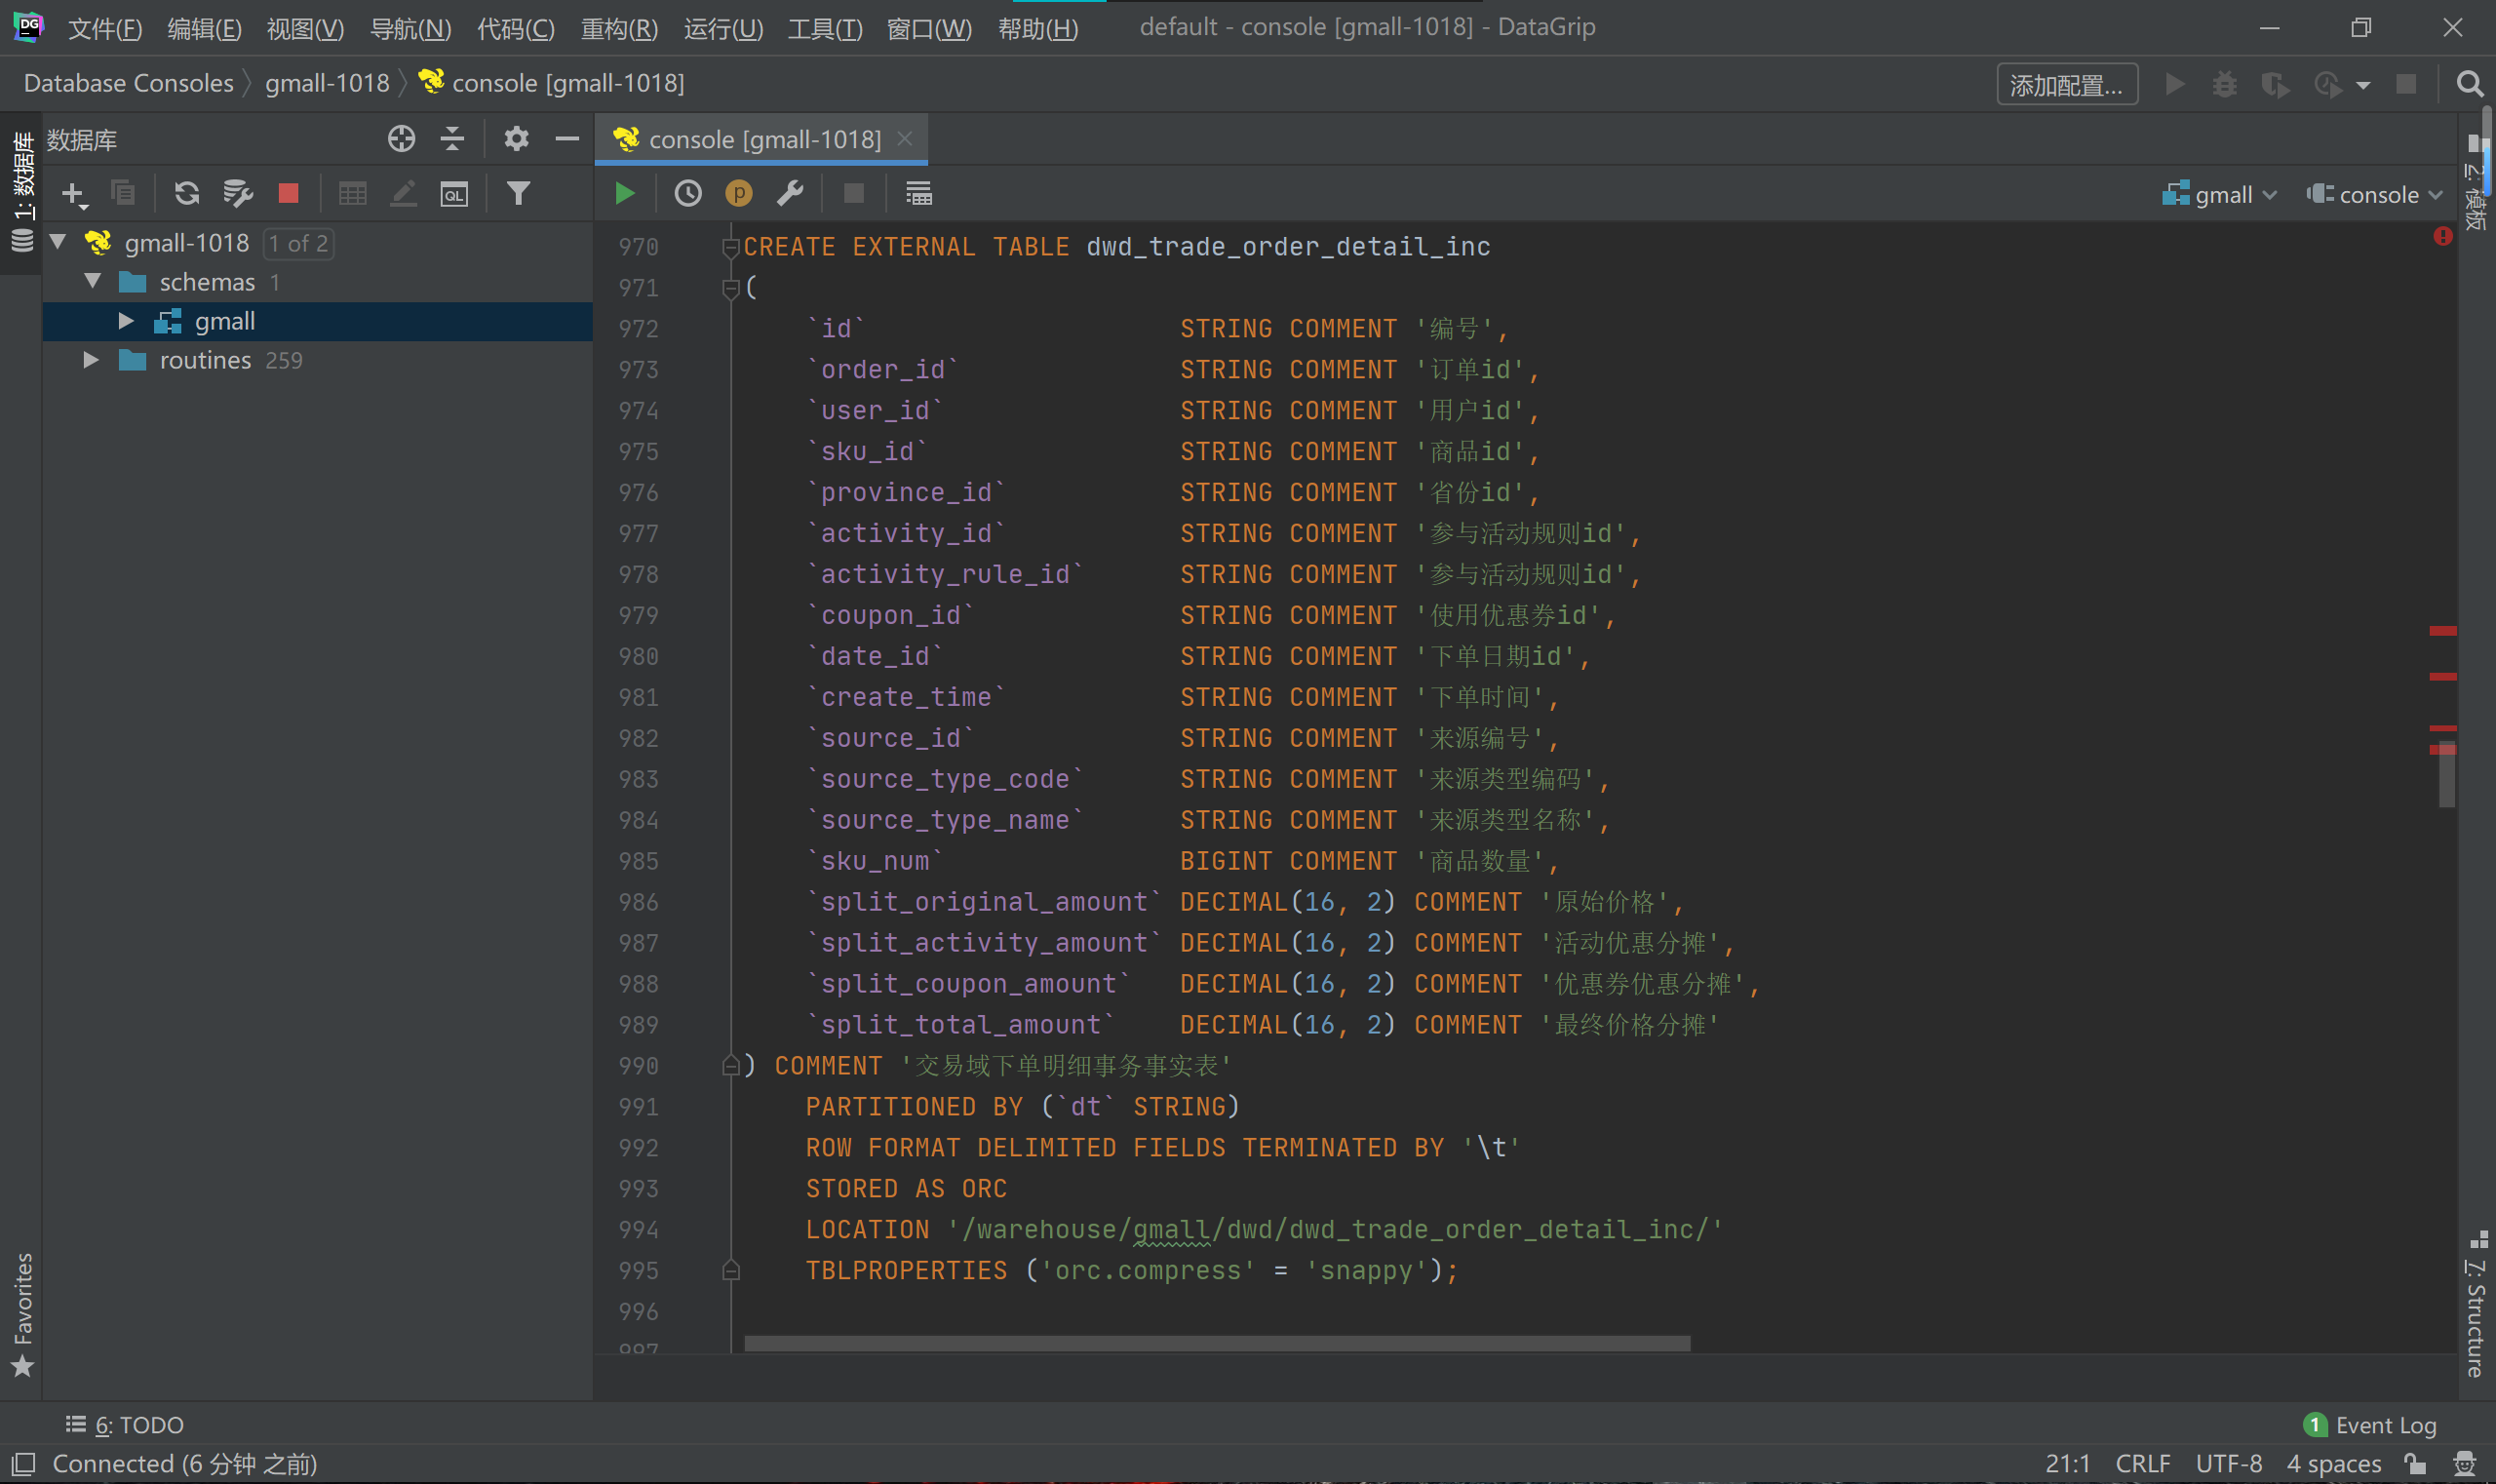 文件(F) 编辑(E) 视图(V) 导航(N) 代码(C) 重构(R) 运行(U) 工具(T) 窗口(W) 帮助(H) default - console [gmall-1018] - DataGrip
Database Consoles gmall-1018 console [gmall-1018] 添加配置...
1: 数据库
数据库
console [gmall-1018]
gmall console
gmall-1018 1 of 2
schemas 1
gmall
routines 259
970 CREATE EXTERNAL TABLE dwd_trade_order_detail_inc
971 (
972 `id` STRING COMMENT '编号',
973 `order_id` STRING COMMENT '订单id',
974 `user_id` STRING COMMENT '用户id',
975 `sku_id` STRING COMMENT '商品id',
976 `province_id` STRING COMMENT '省份id',
977 `activity_id` STRING COMMENT '参与活动规则id',
978 `activity_rule_id` STRING COMMENT '参与活动规则id',
979 `coupon_id` STRING COMMENT '使用优惠券id',
980 `date_id` STRING COMMENT '下单日期id',
981 `create_time` STRING COMMENT '下单时间',
982 `source_id` STRING COMMENT '来源编号',
983 `source_type_code` STRING COMMENT '来源类型编码',
984 `source_type_name` STRING COMMENT '来源类型名称',
985 `sku_num` BIGINT COMMENT '商品数量',
986 `split_original_amount` DECIMAL(16, 2) COMMENT '原始价格',
987 `split_activity_amount` DECIMAL(16, 2) COMMENT '活动优惠分摊',
988 `split_coupon_amount` DECIMAL(16, 2) COMMENT '优惠券优惠分摊',
989 `split_total_amount` DECIMAL(16, 2) COMMENT '最终价格分摊'
990 ) COMMENT '交易域下单明细事务事实表'
991 PARTITIONED BY (`dt` STRING)
992 ROW FORMAT DELIMITED FIELDS TERMINATED BY '\t'
993 STORED AS ORC
994 LOCATION '/warehouse/gmall/dwd/dwd_trade_order_detail_inc/'
995 TBLPROPERTIES ('orc.compress' = 'snappy');
996
997
2: 模板
7: Structure
Favorites
6: TODO
1 Event Log
Connected (6 分钟 之前) 21:1 CRLF UTF-8 4 spaces